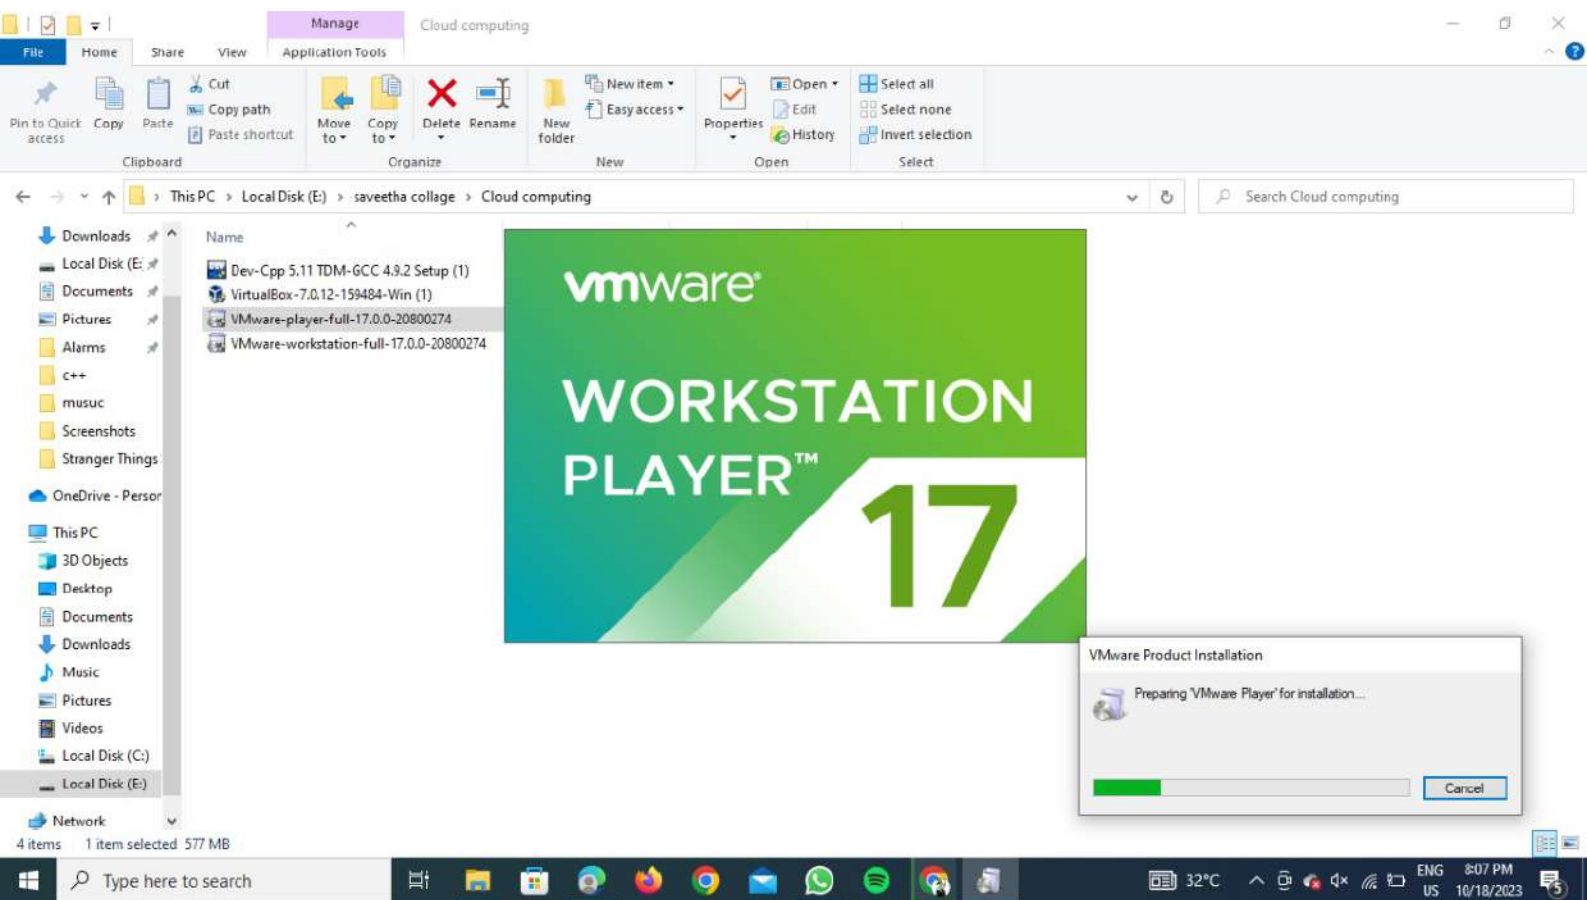 Manage
Cloud computing
File
Home
Share
View
Application Tools
Pin to Quick access
Copy
Paste
Cut
Copy path
Paste shortcut
Clipboard
Move to
Copy to
Delete
Rename
Organize
New folder
New item
Easy access
New
Properties
Open
Edit
History
Open
Select all
Select none
Invert selection
Select
This PC > Local Disk (E:) > saveetha collage > Cloud computing
Search Cloud computing
Downloads
Local Disk (E:
Documents
Pictures
Alarms
c++
musuc
Screenshots
Stranger Things
OneDrive - Person
This PC
3D Objects
Desktop
Documents
Downloads
Music
Pictures
Videos
Local Disk (C:)
Local Disk (E:)
Network
Name
Dev-Cpp 5.11 TDM-GCC 4.9.2 Setup (1)
VirtualBox-7.0.12-159484-Win (1)
VMware-player-full-17.0.0-20800274
VMware-workstation-full-17.0.0-20800274
vmware®
WORKSTATION
PLAYER™
17
VMware Product Installation
Preparing 'VMware Player' for installation...
Cancel
4 items 1 item selected 577 MB
Type here to search
32°C
ENG
US
8:07 PM
10/18/2023
5